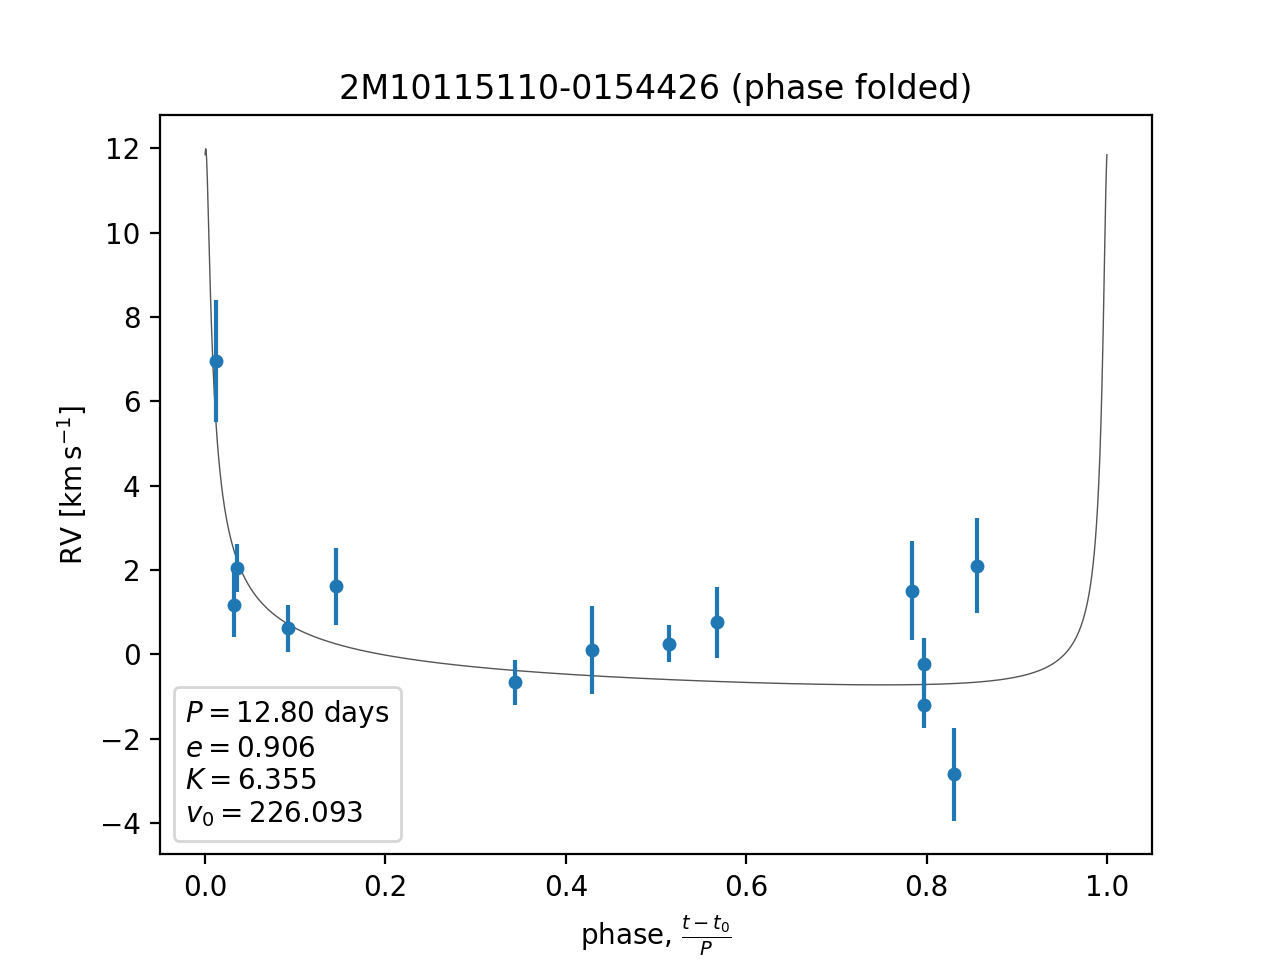 2M10115110-0154426 (phase folded)
12
10
8
6
4
2
0
−2
−4
RV [km s⁻¹]
P = 12.80 days
e = 0.906
K = 6.355
v₀ = 226.093
0.0 0.2 0.4 0.6 0.8 1.0
phase, (t − t₀)/P